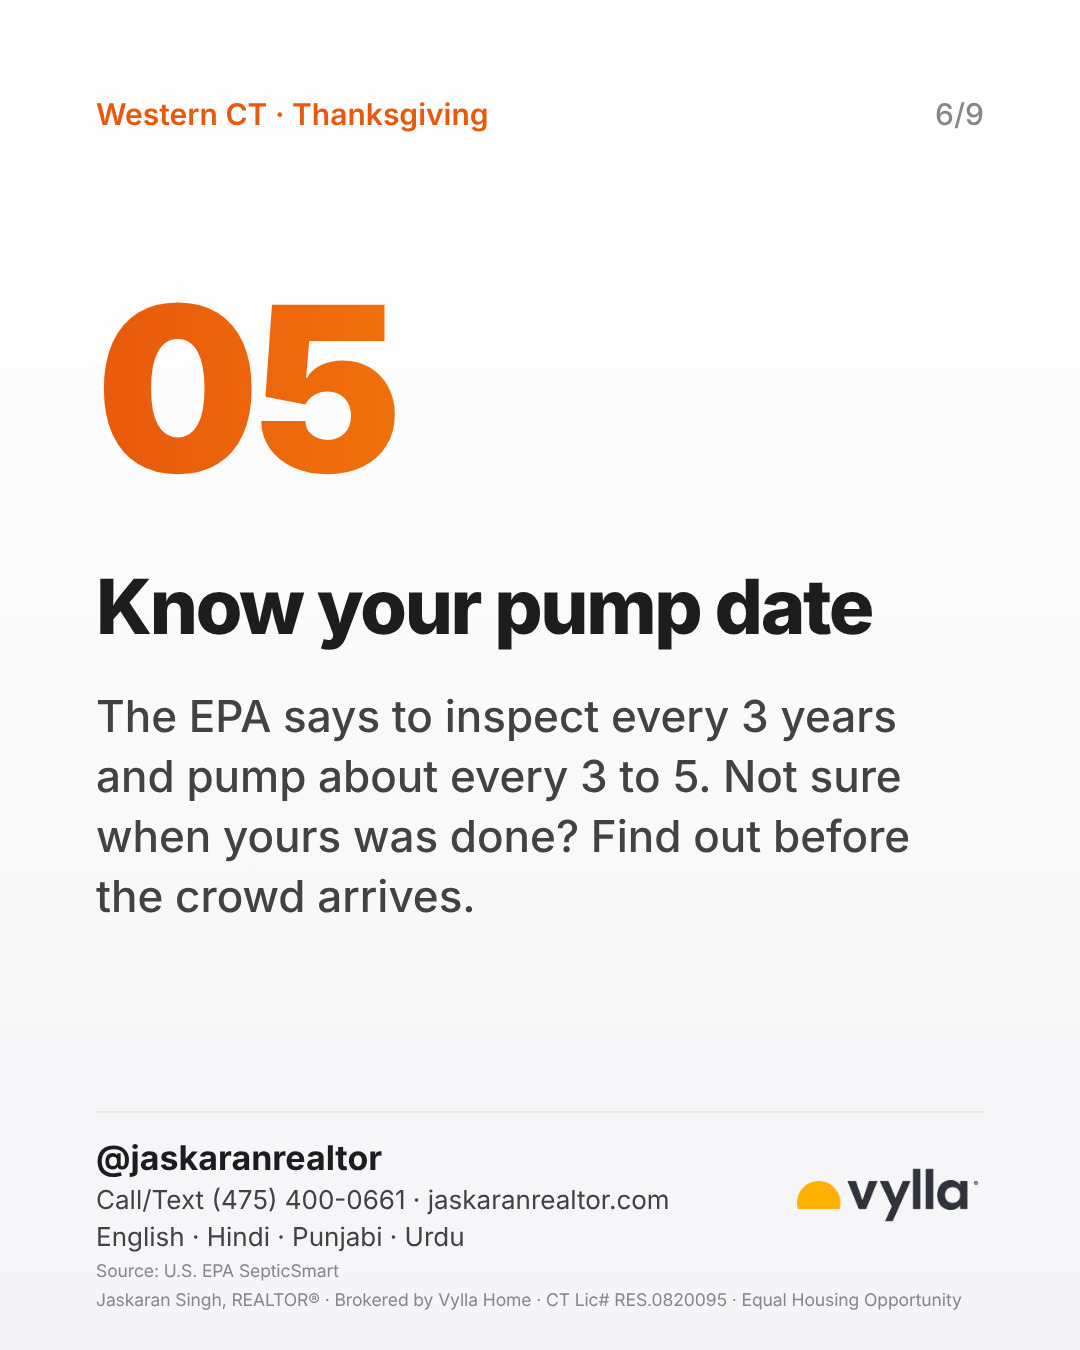 Western CT · Thanksgiving
6/9
05
Know your pump date
The EPA says to inspect every 3 years
and pump about every 3 to 5. Not sure
when yours was done? Find out before
the crowd arrives.
@jaskaranrealtor
Call/Text (475) 400-0661 · jaskaranrealtor.com
English · Hindi · Punjabi · Urdu
vylla
Source: U.S. EPA SepticSmart
Jaskaran Singh, REALTOR® · Brokered by Vylla Home · CT Lic# RES.0820095 · Equal Housing Opportunity